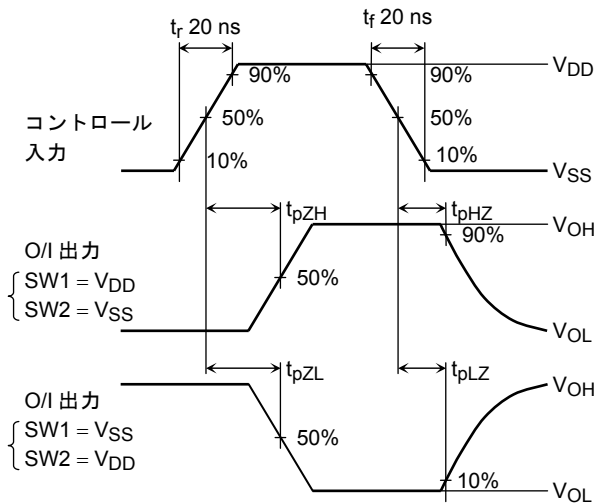 tr 20 ns
tf 20 ns
90%
90%
VDD
コントロール
入力
50%
50%
10%
10%
VSS
tpZH
tpHZ
VOH
90%
O/I 出力
SW1 = VDD
SW2 = VSS
50%
VOL
tpZL
tpLZ
VOH
O/I 出力
SW1 = VSS
SW2 = VDD
50%
10%
VOL